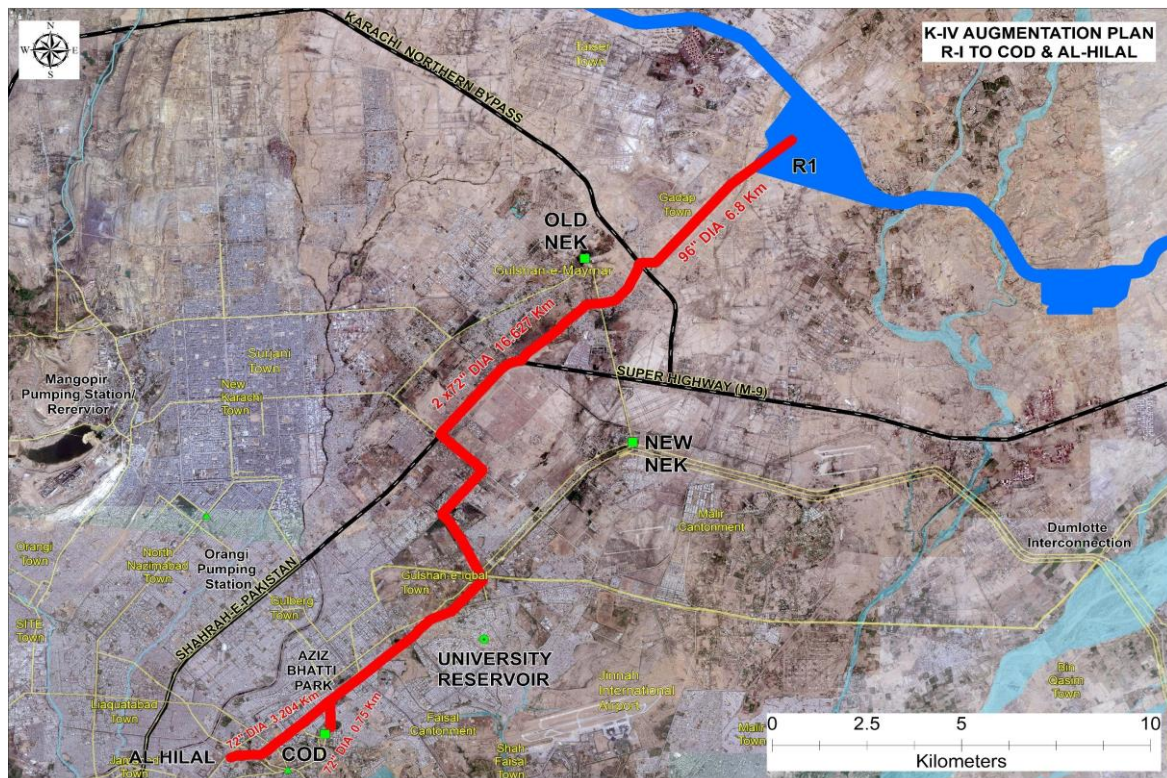 N
W E
S
K-IV AUGMENTATION PLAN
R-I TO COD & AL-HILAL
Taiser
Town
KARACHI NORTHERN BYPASS
R1
Gadap
Town
96" DIA 6.8 Km
OLD
NEK
Gulshan-e-Maymar
2 x72" DIA 16.627 Km
SUPER HIGHWAY (M-9)
Surjani
Town
New
Karachi
Town
Mangopir
Pumping Station/
Rerervior
NEW
NEK
Malir
Cantonment
Dumlotte
Interconnection
Orangi
Town
North
Nazimabad
Town
Orangi
Pumping
Station
Gulberg
Town
Gulshan-e-Iqbal
Town
SITE
Town
SHAHRAH-E-PAKISTAN
AZIZ
BHATTI
PARK
UNIVERSITY
RESERVOIR
Jinnah
International
Airport
Bin
Qasim
Town
Liaquatabad
Town
72" DIA 3.204 Km
72" DIA 0.75 Km
Faisal
Cantonment
Malir
Town
AL HILAL
COD
Shah
Faisal
Town
Town
0 2.5 5 10
Kilometers